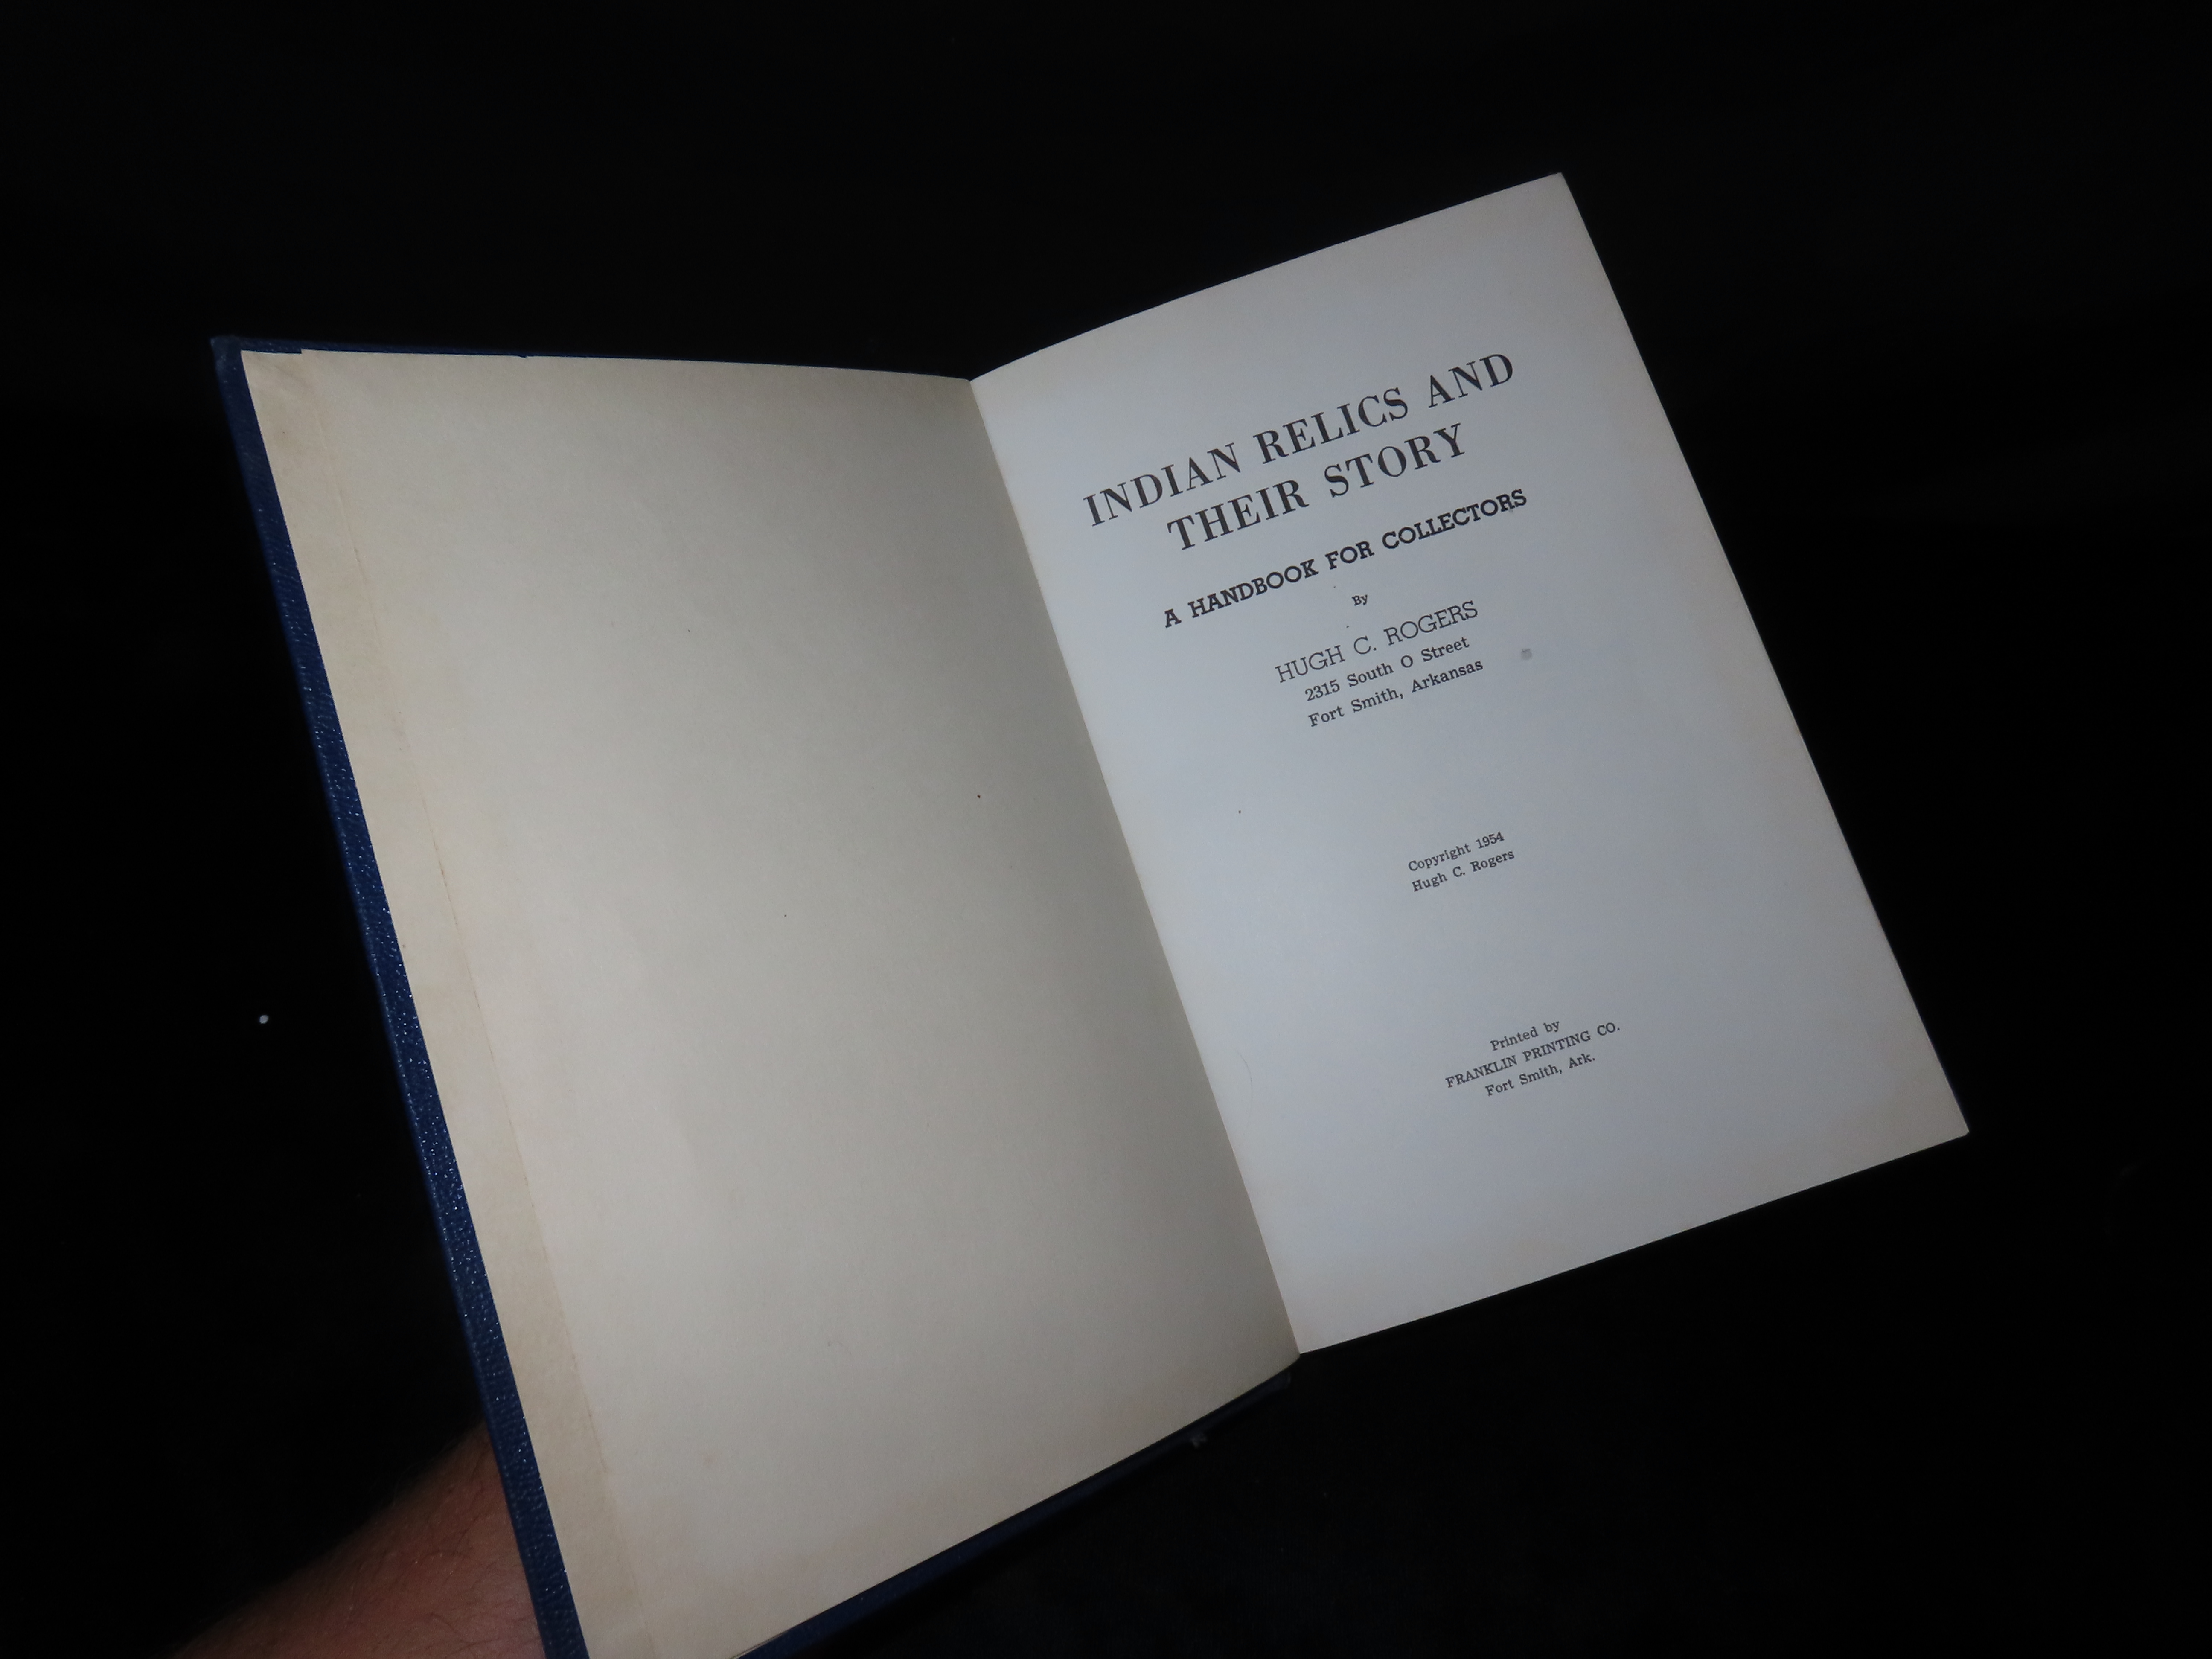 INDIAN RELICS AND
THEIR STORY
A HANDBOOK FOR COLLECTORS
By
HUGH C. ROGERS
2315 South O Street
Fort Smith, Arkansas
Copyright 1954
Hugh C. Rogers
Printed by
FRANKLIN PRINTING CO.
Fort Smith, Ark.